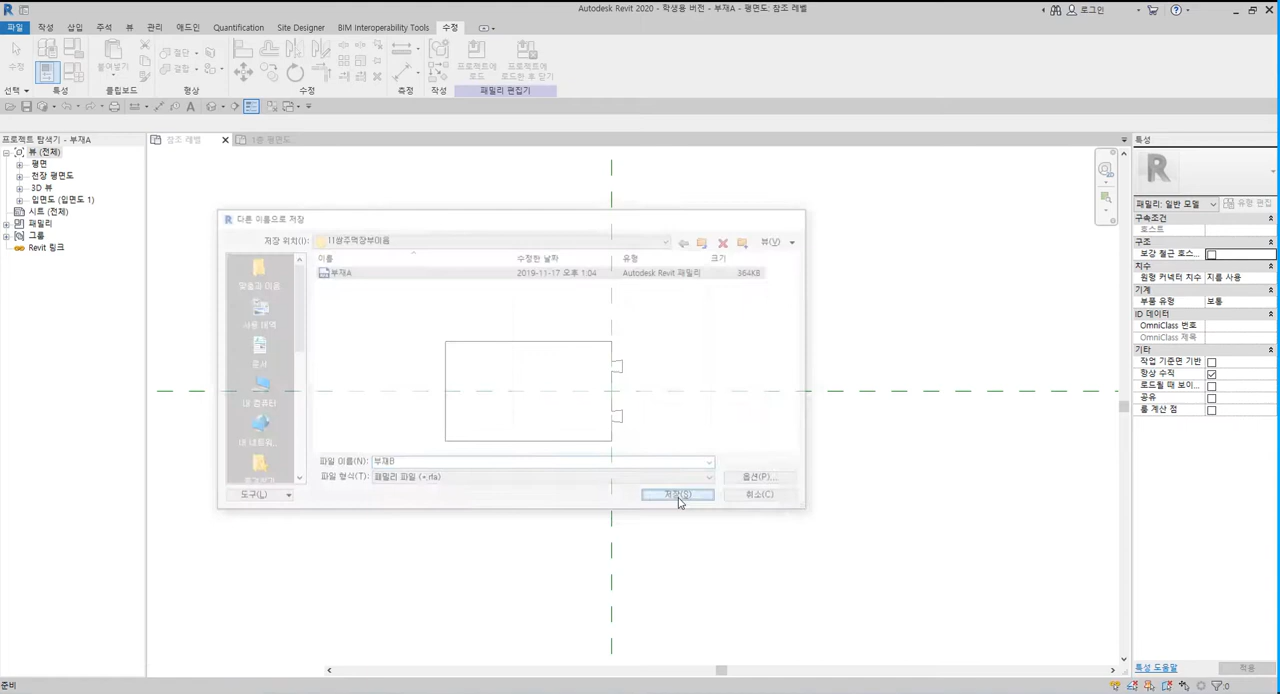 Autodesk Revit 2020 - 학생용 버전 - 부재A - 평면도: 참조 레벨
로그인
파일 작성 삽입 주석 뷰 관리 애드인 Quantification Site Designer BIM Interoperability Tools 수정
수정
붙여넣기
절단
결합
프로젝트에 로드
프로젝트에 로드한 후 닫기
선택 특성 클립보드 형상 수정 측정 작성 패밀리 편집기
프로젝트 탐색기 - 부재A
참조 레벨
1층 평면도...
특성
뷰 (전체)
평면
천장 평면도
3D 뷰
입면도 (입면도 1)
시트 (전체)
패밀리
그룹
Revit 링크
다른 이름으로 저장
저장 위치(I): 11쌍주먹장부이음
뷰(V)
이름 수정한 날짜 유형 크기
부재A 2019-11-17 오후 1:04 Autodesk Revit 패밀리 364KB
사용 내역
문서
내 컴퓨터
내 네트워...
파일 이름(N): 부재B
파일 형식(T): 패밀리 파일 (*.rfa)
옵션(P)...
도구(L)
저장(S)
취소(C)
패밀리: 일반 모델
유형 편집
구속조건
호스트
구조
보강 철근 호스...
치수
원형 커넥터 치수 지름 사용
기계
부품 유형 보통
ID 데이터
OmniClass 번호
OmniClass 제목
기타
작업 기준면 기반
항상 수직
로드될 때 보이...
공유
룸 계산 점
특성 도움말
적용
준비
:0